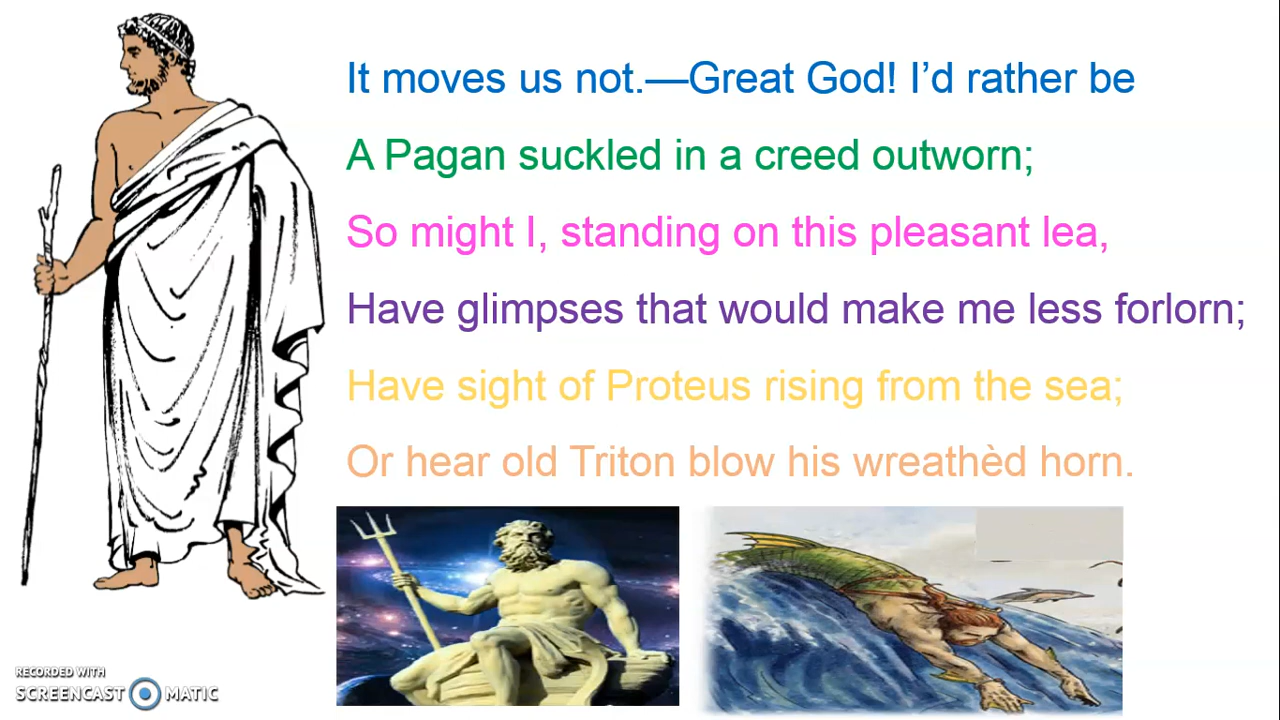 It moves us not.—Great God! I’d rather be
A Pagan suckled in a creed outworn;
So might I, standing on this pleasant lea,
Have glimpses that would make me less forlorn;
Have sight of Proteus rising from the sea;
Or hear old Triton blow his wreathèd horn.
RECORDED WITH
SCREENCAST MATIC